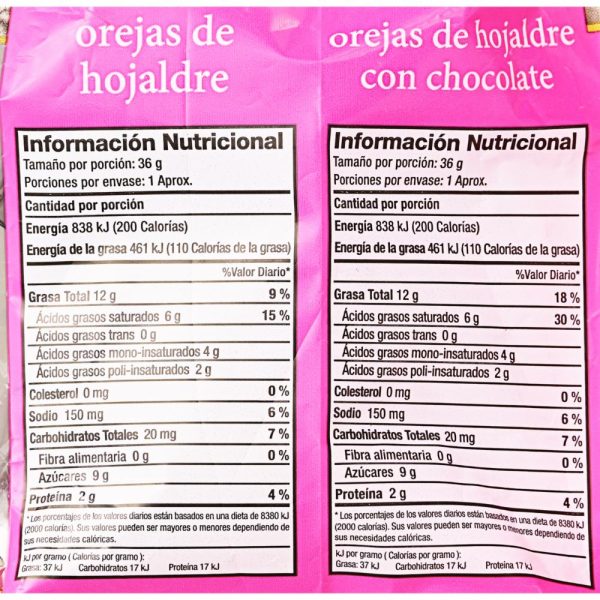 orejas de
hojaldre
Información Nutricional
Tamaño por porción: 36 g
Porciones por envase: 1 Aprox.
Cantidad por porción
Energía 838 kJ (200 Calorías)
Energía de la grasa 461 kJ (110 Calorías de la grasa)
%Valor Diario*
Grasa Total 12 g 9 %
Ácidos grasos saturados 6 g 15 %
Ácidos grasos trans 0 g
Ácidos grasos mono-insaturados 4 g
Ácidos grasos poli-insaturados 2 g
Colesterol 0 mg 0 %
Sodio 150 mg 6 %
Carbohidratos Totales 20 mg 7 %
Fibra alimentaria 0 g 0 %
Azúcares 9 g
Proteína 2 g 4 %
* Los porcentajes de los valores diarios están basados en una dieta de 8380 kJ
(2000 calorías). Sus valores pueden ser mayores o menores dependiendo de
sus necesidades calóricas.
kJ por gramo ( Calorías por gramo ):
Grasa: 37 kJ Carbohidratos 17 kJ Proteína 17 kJ
orejas de hojaldre
con chocolate
Información Nutricional
Tamaño por porción: 36 g
Porciones por envase: 1 Aprox.
Cantidad por porción
Energía 838 kJ (200 Calorías)
Energía de la grasa 461 kJ (110 Calorías de la grasa)
%Valor Diario*
Grasa Total 12 g 18 %
Ácidos grasos saturados 6 g 30 %
Ácidos grasos trans 0 g
Ácidos grasos mono-insaturados 4 g
Ácidos grasos poli-insaturados 2 g
Colesterol 0 mg 0 %
Sodio 150 mg 6 %
Carbohidratos Totales 20 mg 7 %
Fibra alimentaria 0 g 0 %
Azúcares 9 g
Proteína 2 g 4 %
* Los porcentajes de los valores diarios están basados en una dieta de 8380 kJ
(2000 calorías). Sus valores pueden ser mayores o menores dependiendo de
sus necesidades calóricas.
kJ por gramo ( Calorías por gramo ):
Grasa: 37 kJ Carbohidratos 17 kJ Proteína 17 kJ